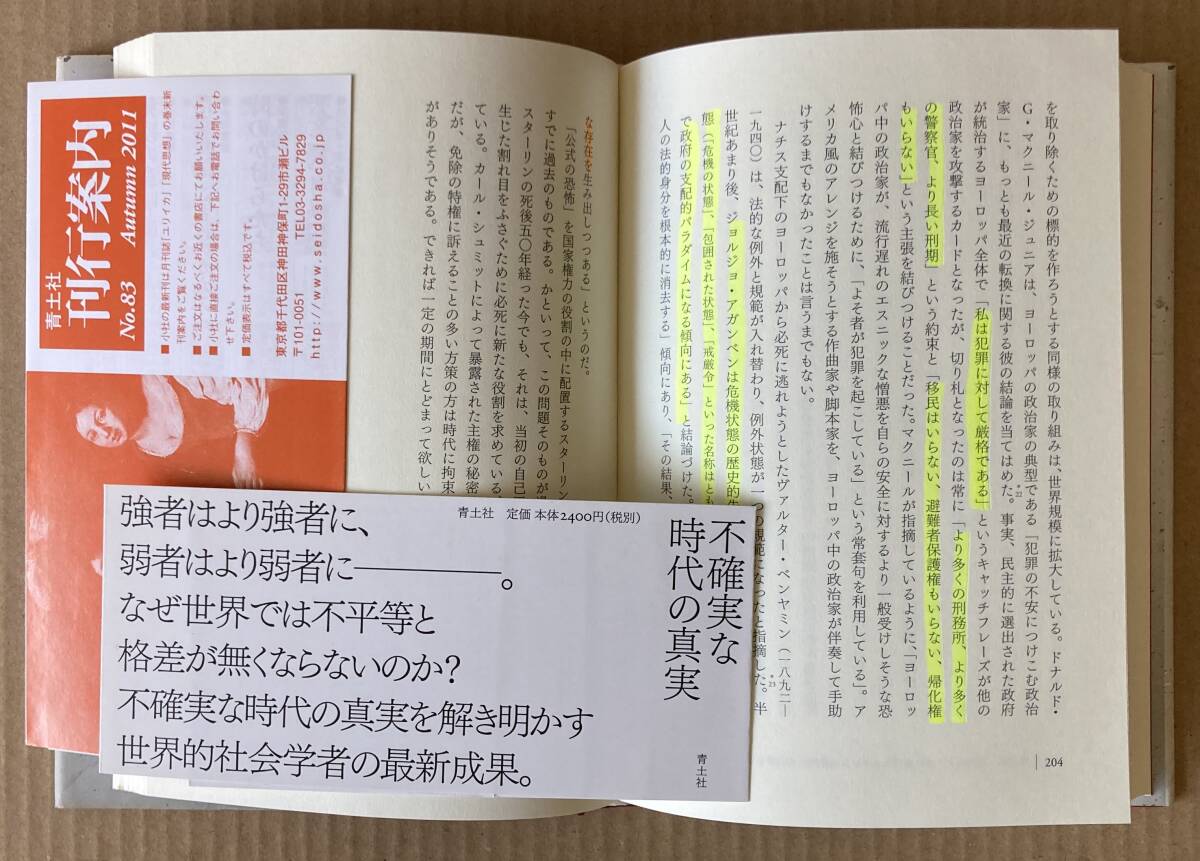 を取り除くための標的を作ろうとする同様の取り組みは、世界規模に拡大している。ドナルド・
G・マクニール・ジュニアは、ヨーロッパの政治家の典型である「犯罪の不安につけこむ政治
家」に、もっとも最近の転換に関する彼の結論を当てはめた。*22 事実、民主的に選出された政府
が統治するヨーロッパ全体で「私は犯罪に対して厳格である」というキャッチフレーズが他の
政治家を攻撃するカードとなったが、切り札となったのは常に「より多くの刑務所、より多く
の警察官、より長い刑期」という約束と「移民はいらない、避難者保護権もいらない、帰化権
もいらない」という主張を結びつけることだった。マクニールが指摘しているように、「ヨーロッ
パ中の政治家が、流行遅れのエスニックな憎悪を自らの安全に対するより一般受けしそうな恐
怖心と結びつけるために、「よそ者が犯罪を起こしている」という常套句を利用している」。ア
メリカ風のアレンジを施そうとする作曲家や脚本家を、ヨーロッパ中の政治家が伴奏して手助
けするまでもなかったことは言うまでもない。
ナチス支配下のヨーロッパから必死に逃れようとしたヴァルター・ベンヤミン(一八九二―
一九四〇)は、法的な例外と規範が入れ替わり、例外状態が一つの規範になったと指摘した。*23 半
世紀あまり後、ジョルジョ・アガンベンは危機状態の歴史的
態(「危機の状態」、「包囲された状態」、「戒厳令」といった名称はとも
で政府の支配的パラダイムになる傾向にある」と結論づけた。
人の法的身分を根本的に消去する」傾向にあり、「その結果、
204
な存在を生み出しつつある」というのだ。
「公式の恐怖」を国家権力の役割の中に配置するスターリン
すでに過去のものである。かといって、この問題そのものが
スターリンの死後五〇年経った今でも、それは、当初の自己
生じた割れ目をふさぐために必死に新たな役割を求めている。
ている。カール・シュミットによって暴露された主権の秘密
だが、免除の特権に訴えることの多い方策の方は時代に拘束
がありそうである。できれば一定の期間にとどまって欲しい
青土社
刊行案内
No.83 Autumn 2011
■ 小社の最新刊は月刊誌『ユリイカ』『現代思想』の巻末新
刊案内をご覧ください。
■ ご注文はなるべくお近くの書店にてお願いいたします。
■ 小社に直接ご注文の場合は、下記へお電話でお問い合わ
せ下さい。
■ 定価表示はすべて税込です。
東京都千代田区神田神保町1-29市瀬ビル
〒101-0051 TEL03-3294-7829
http://www.seidosha.co.jp
不確実な
時代の真実
青土社
青土社 定価 本体2400円(税別)
強者はより強者に、
弱者はより弱者に――――。
なぜ世界では不平等と
格差が無くならないのか?
不確実な時代の真実を解き明かす
世界的社会学者の最新成果。